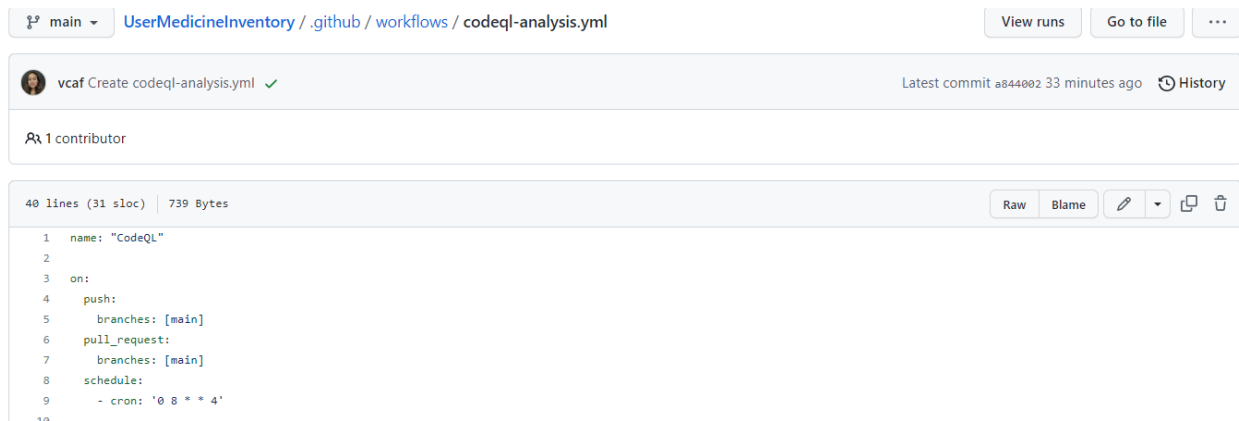 main UserMedicineInventory / .github / workflows / codeql-analysis.yml View runs Go to file ...
vcaf Create codeql-analysis.yml Latest commit a844002 33 minutes ago History
1 contributor
40 lines (31 sloc) 739 Bytes Raw Blame
1 name: "CodeQL"
2
3 on:
4 push:
5 branches: [main]
6 pull_request:
7 branches: [main]
8 schedule:
9 - cron: '0 8 * * 4'
10